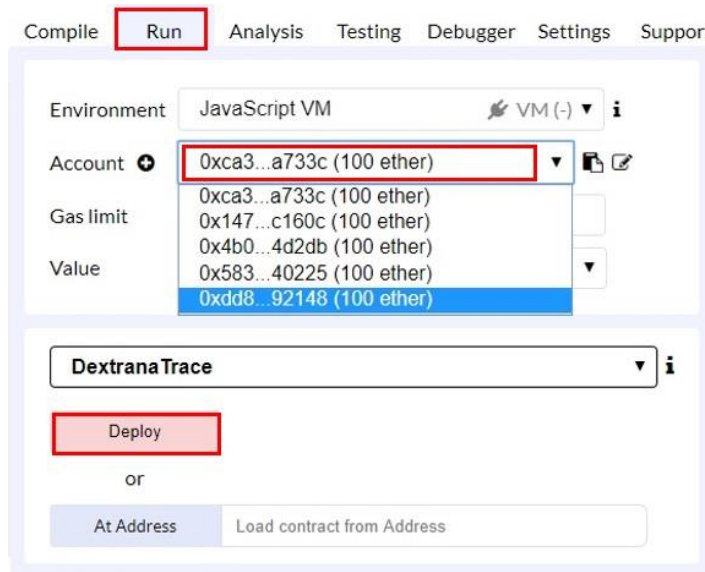 Compile Run Analysis Testing Debugger Settings Suppor
Environment JavaScript VM VM (-) i
Account 0xca3...a733c (100 ether)
0xca3...a733c (100 ether)
Gas limit 0x147...c160c (100 ether)
0x4b0...4d2db (100 ether)
Value 0x583...40225 (100 ether)
0xdd8...92148 (100 ether)
DextranaTrace i
Deploy
or
At Address Load contract from Address